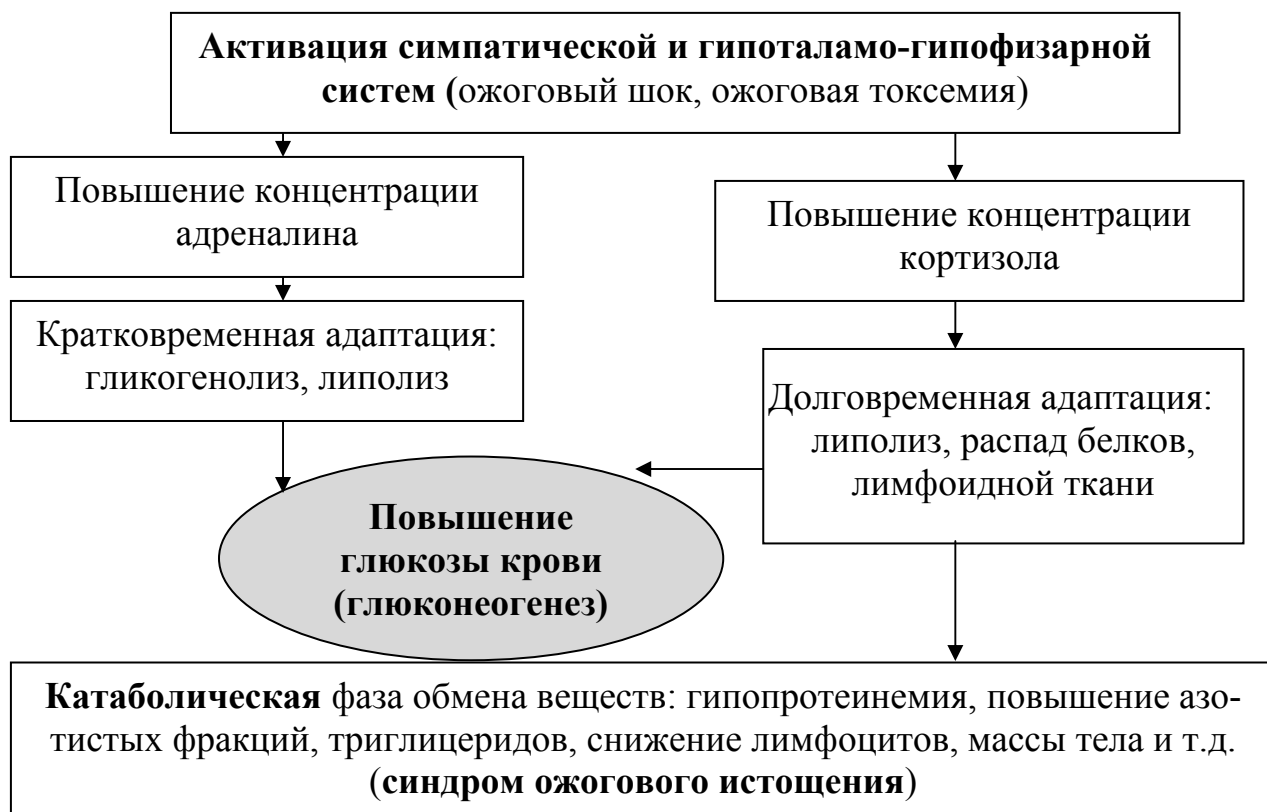 Активация симпатической и гипоталамо-гипофизарной
систем (ожоговый шок, ожоговая токсемия)
Повышение концентрации
адреналина
Повышение концентрации
кортизола
Кратковременная адаптация:
гликогенолиз, липолиз
Долговременная адаптация:
липолиз, распад белков,
лимфоидной ткани
Повышение
глюкозы крови
(глюконеогенез)
Катаболическая фаза обмена веществ: гипопротеинемия, повышение азо-
тистых фракций, триглицеридов, снижение лимфоцитов, массы тела и т.д.
(синдром ожогового истощения)